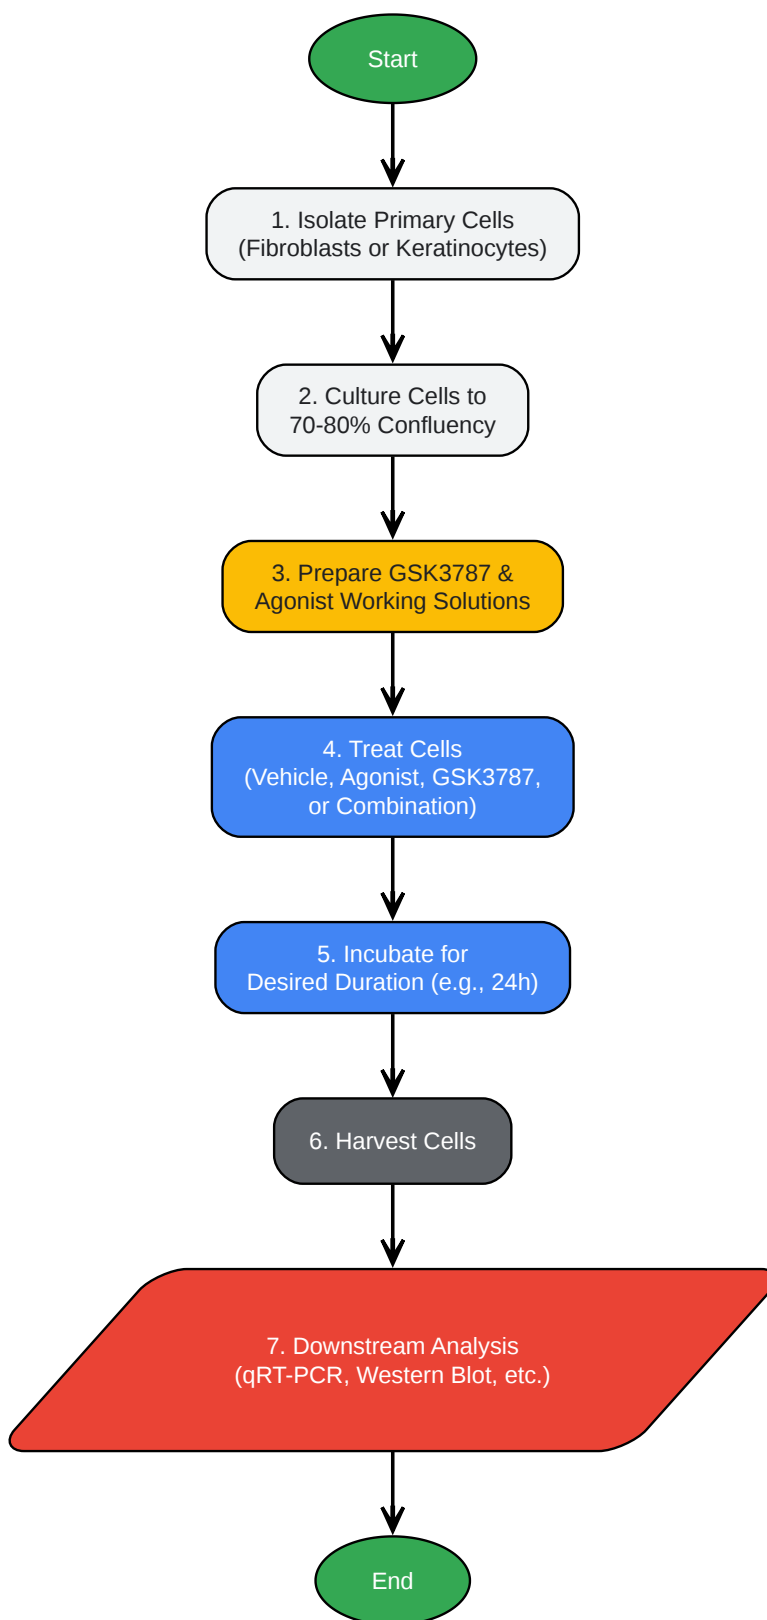 Start
1. Isolate Primary Cells
(Fibroblasts or Keratinocytes)
2. Culture Cells to
70-80% Confluency
3. Prepare GSK3787 &
Agonist Working Solutions
4. Treat Cells
(Vehicle, Agonist, GSK3787,
or Combination)
5. Incubate for
Desired Duration (e.g., 24h)
6. Harvest Cells
7. Downstream Analysis
(qRT-PCR, Western Blot, etc.)
End